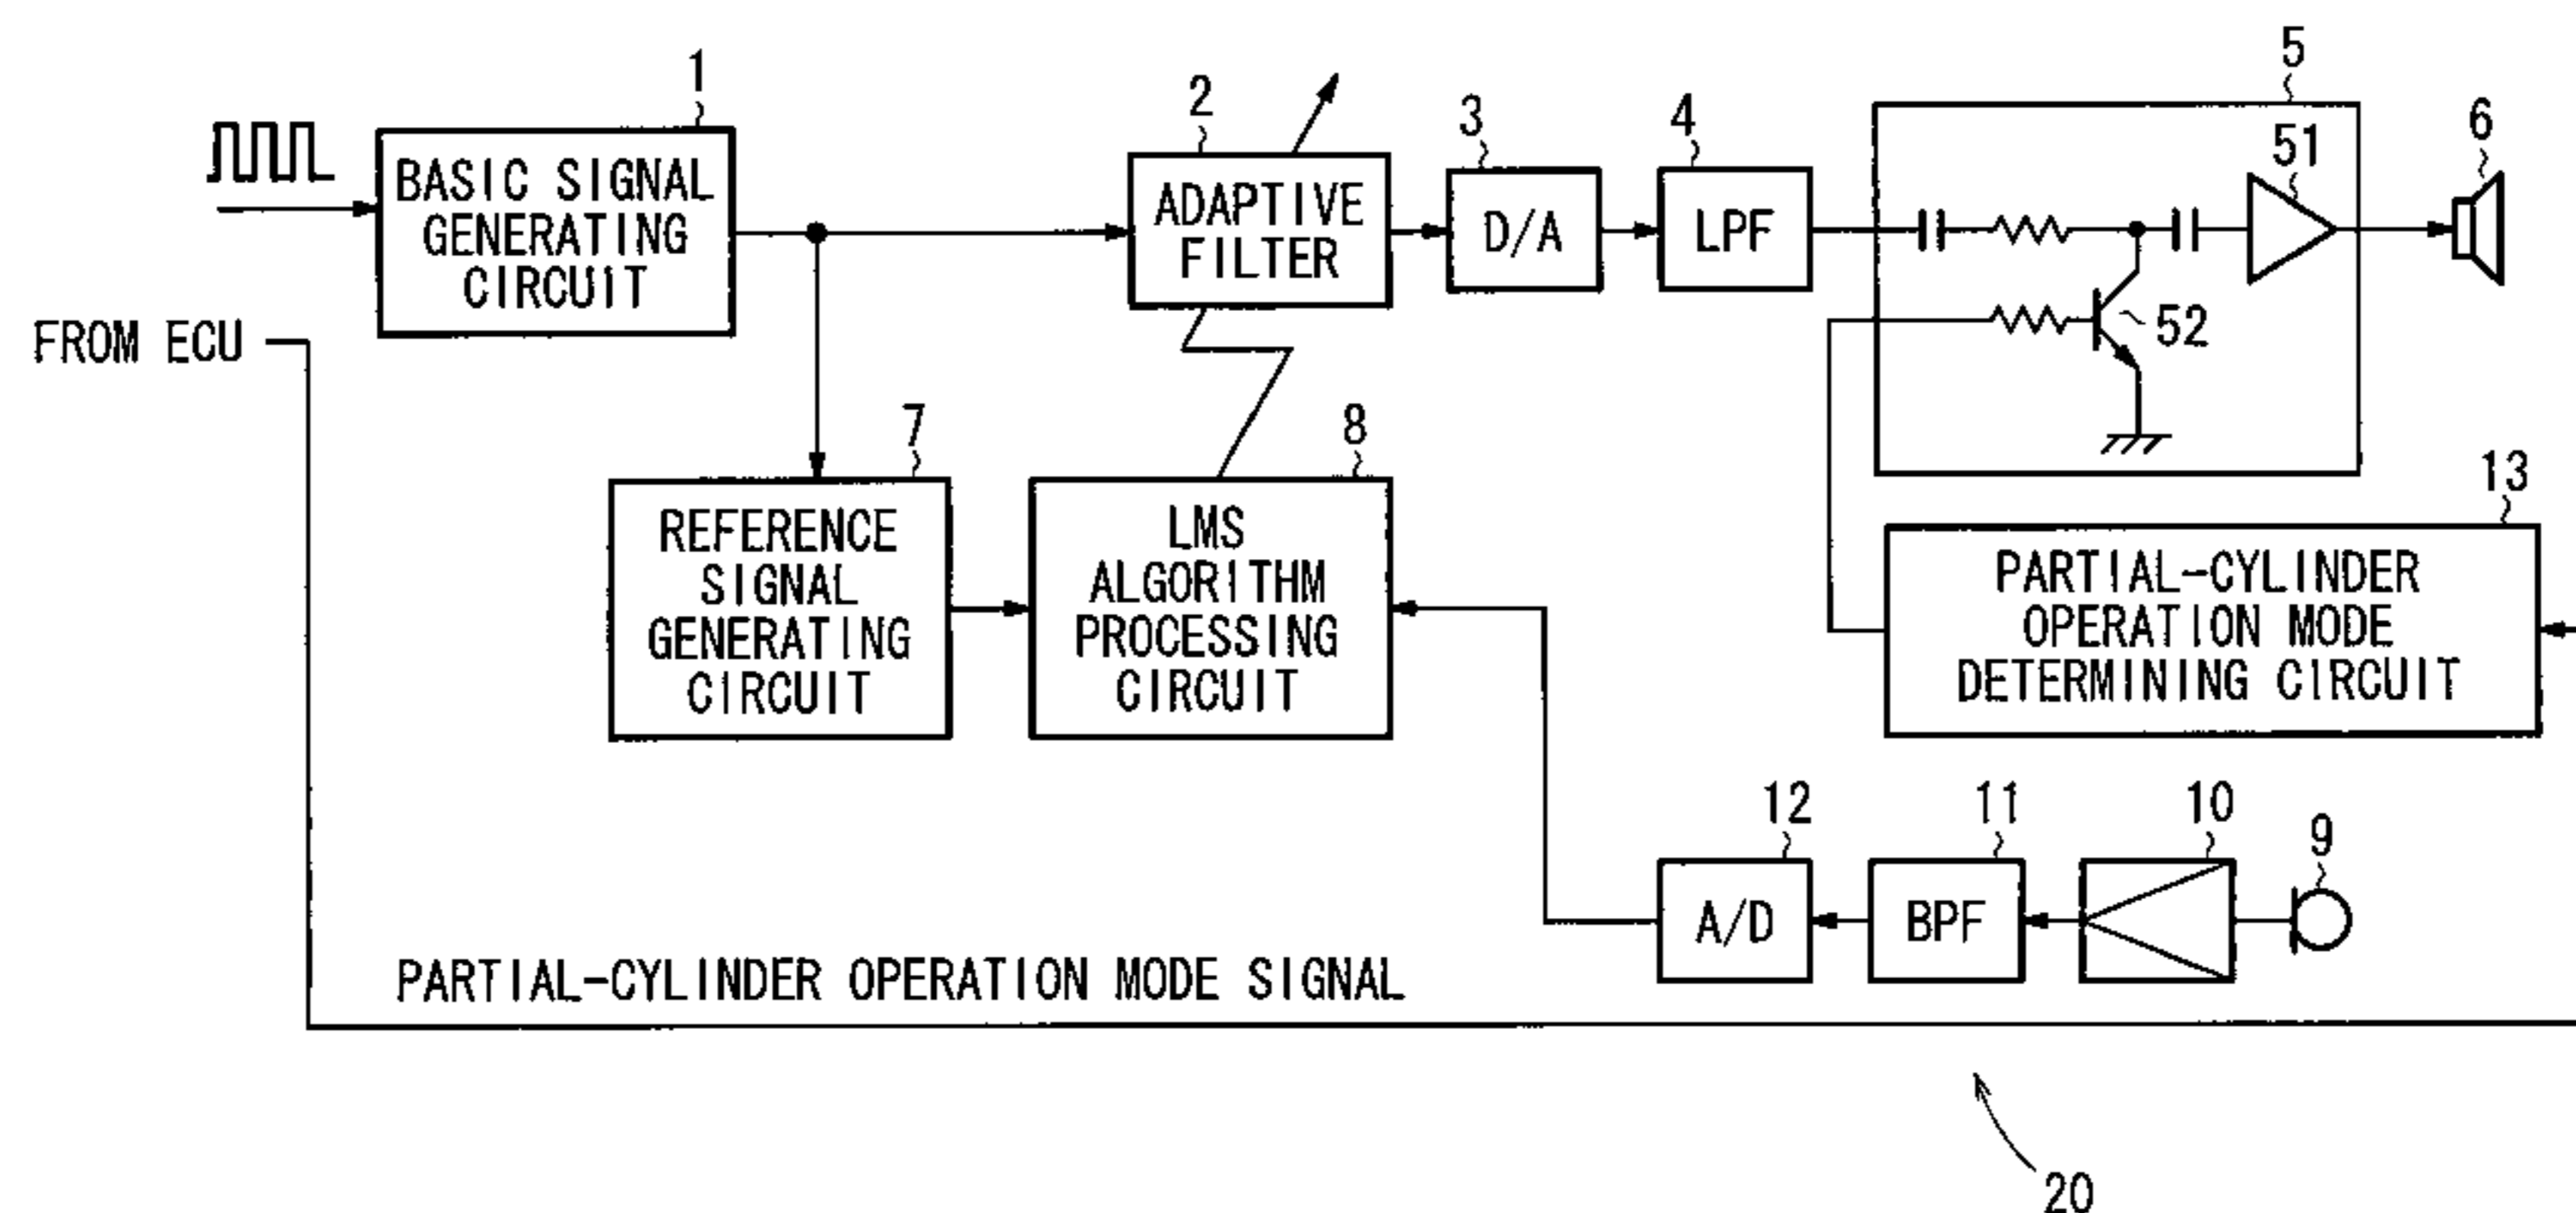 1
2
3
4
5
51
6
BASIC SIGNAL
GENERATING
CIRCUIT
ADAPTIVE
FILTER
D/A
LPF
52
FROM ECU
7
8
13
REFERENCE
SIGNAL
GENERATING
CIRCUIT
LMS
ALGORITHM
PROCESSING
CIRCUIT
PARTIAL-CYLINDER
OPERATION MODE
DETERMINING CIRCUIT
12
11
10
9
A/D
BPF
PARTIAL-CYLINDER OPERATION MODE SIGNAL
20